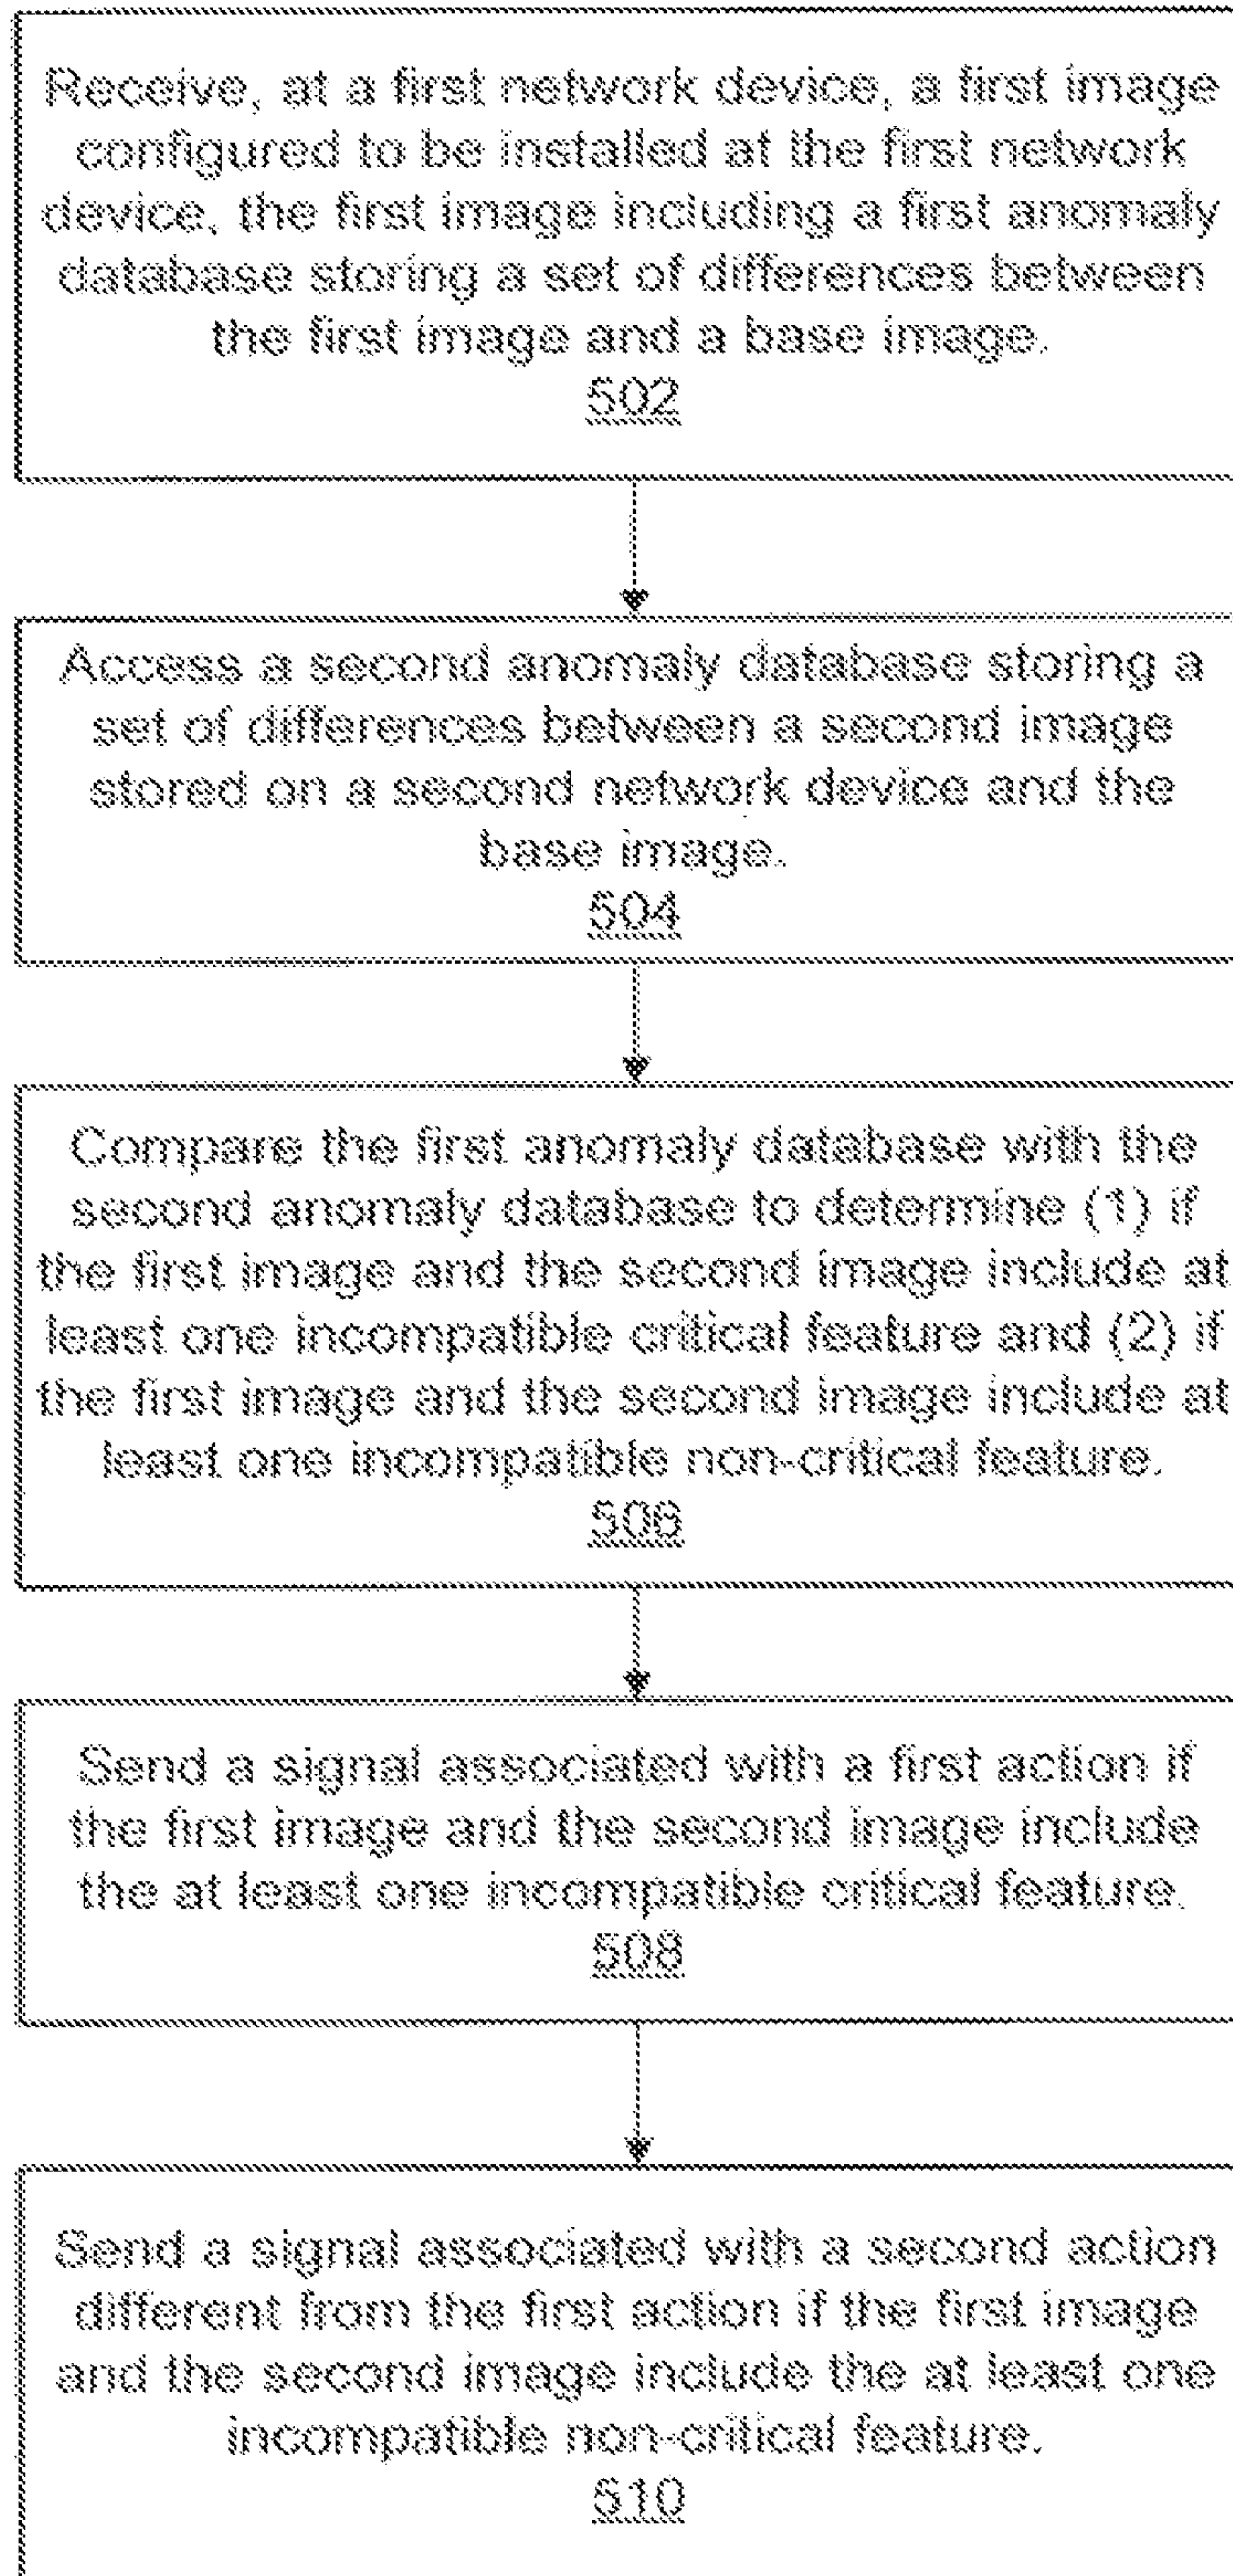 Receive, at a first network device, a first image
configured to be installed at the first network
device, the first image including a first anomaly
database storing a set of differences between
the first image and a base image.
502
Access a second anomaly database storing a
set of differences between a second image
stored on a second network device and the
base image.
504
Compare the first anomaly database with the
second anomaly database to determine (1) if
the first image and the second image include at
least one incompatible critical feature and (2) if
the first image and the second image include at
least one incompatible non-critical feature.
506
Send a signal associated with a first action if
the first image and the second image include
the at least one incompatible critical feature.
508
Send a signal associated with a second action
different from the first action if the first image
and the second image include the at least one
incompatible non-critical feature.
510